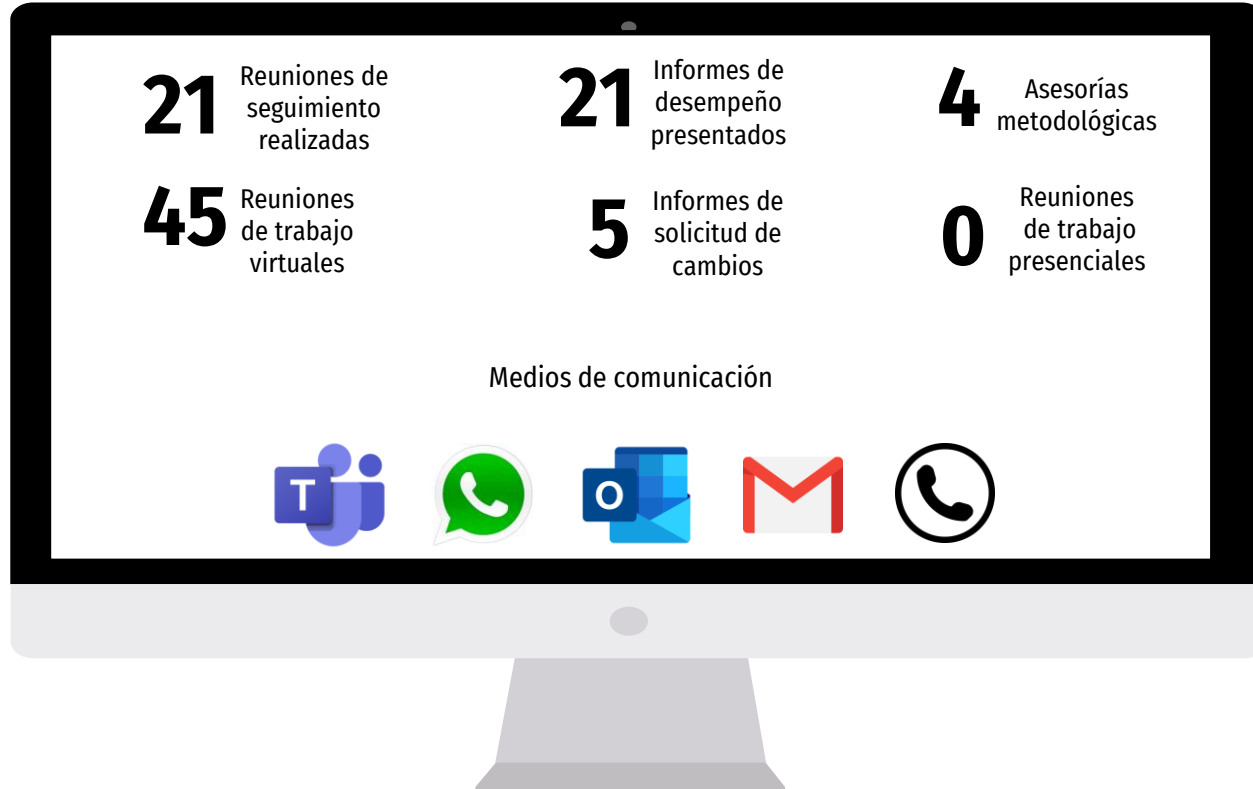 21
Reuniones de
seguimiento
realizadas
21
Informes de
desempeño
presentados
4
Asesorías
metodológicas
45
Reuniones
de trabajo
virtuales
5
Informes de
solicitud de
cambios
0
Reuniones
de trabajo
presenciales
Medios de comunicación
T
O